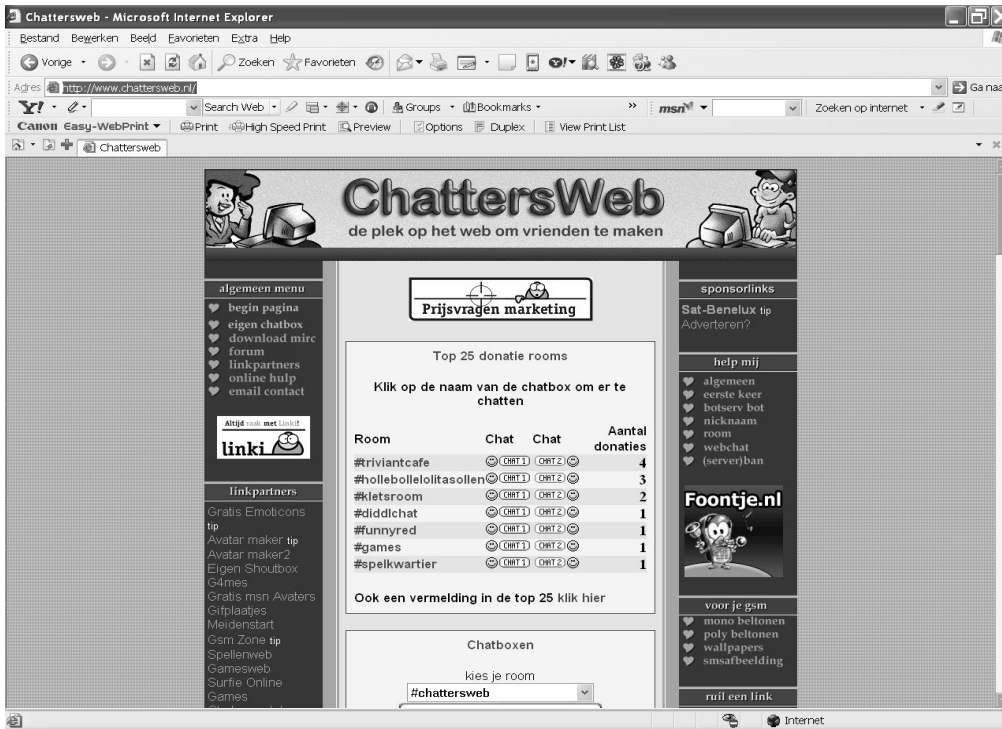 Chattersweb - Microsoft Internet Explorer
Bestand Bewerken Beeld Favorieten Extra Help
Vorige Zoeken Favorieten
Adres http://www.chattersweb.nl/ Ga naa
Y! Search Web Groups Bookmarks » msn Zoeken op internet
Canon Easy-WebPrint Print High Speed Print Preview Options Duplex View Print List
Chattersweb
ChattersWeb
de plek op het web om vrienden te maken
algemeen menu
begin pagina
eigen chatbox
download mirc
forum
linkpartners
online hulp
email contact
Altijd raak met Linki!
linki
linkpartners
Gratis Emoticons
tip
Avatar maker tip
Avatar maker2
Eigen Shoutbox
G4mes
Gratis msn Avaters
Gifplaatjes
Meidenstart
Gsm Zone tip
Spellenweb
Gamesweb
Surfie Online
Games
Prijsvragen marketing
Top 25 donatie rooms
Klik op de naam van de chatbox om er te
chatten
Room Chat Chat Aantal
donaties
#triviantcafe CHAT 1 CHAT 2 4
#hollebollelolitasollen CHAT 1 CHAT 2 3
#kletsroom CHAT 1 CHAT 2 2
#diddlchat CHAT 1 CHAT 2 1
#funnyred CHAT 1 CHAT 2 1
#games CHAT 1 CHAT 2 1
#spelkwartier CHAT 1 CHAT 2 1
Ook een vermelding in de top 25 klik hier
Chatboxen
kies je room
#chattersweb
sponsorlinks
Sat-Benelux tip
Adverteren?
help mij
algemeen
eerste keer
botserv bot
nicknaam
room
webchat
(server)ban
Foontje.nl
voor je gsm
mono beltonen
poly beltonen
wallpapers
smsafbeelding
ruil een link
Internet